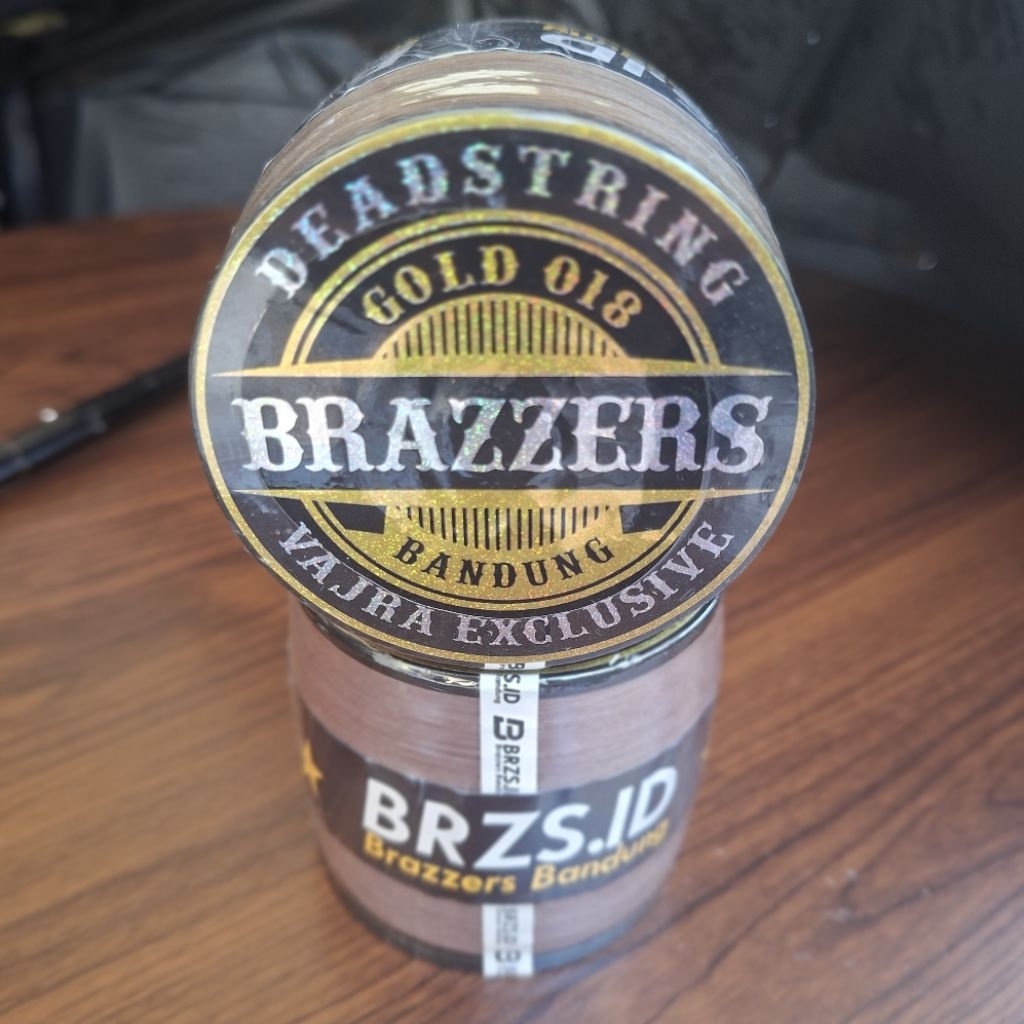 DEADSTRING
GOLD 018
BRAZZERS
BANDUNG
VAJRA EXCLUSIVE
BRZS.ID
BRZS.ID
Brazzers Bandung